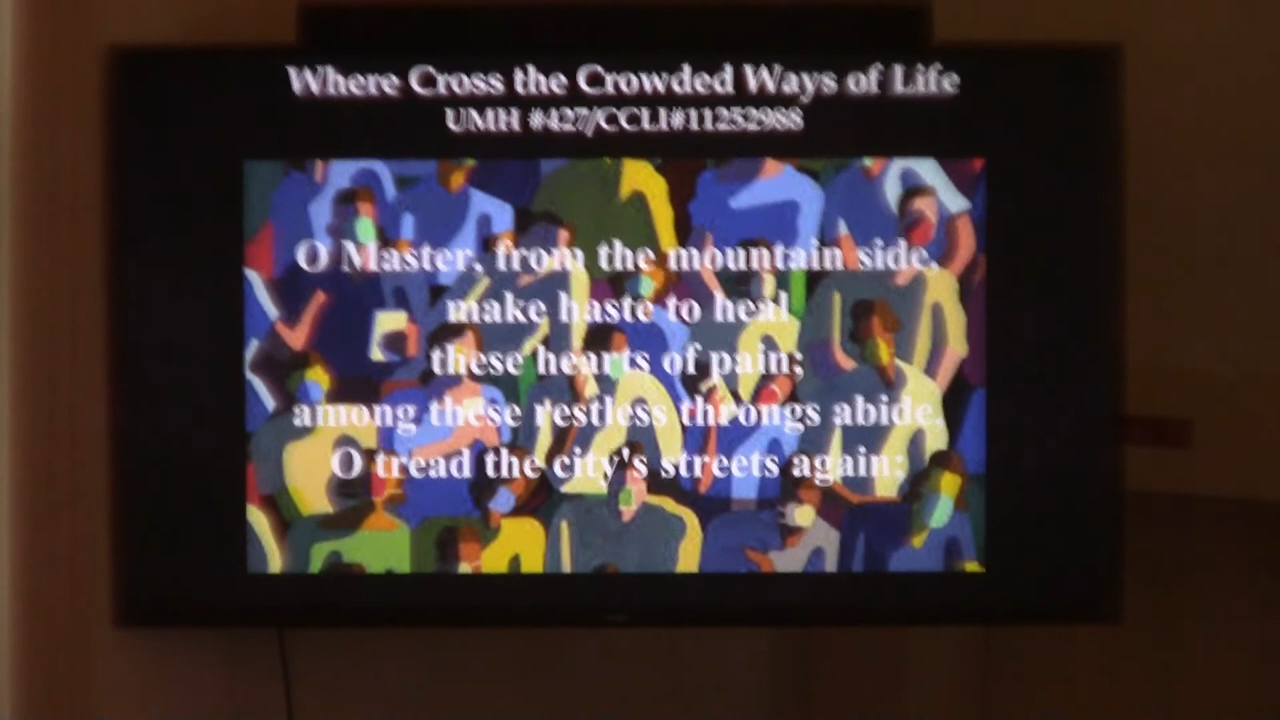 Where Cross the Crowded Ways of Life
UMH #427/CCLI#11252988
O Master, from the mountain side,
make haste to heal
these hearts of pain;
among these restless throngs abide,
O tread the city's streets again;